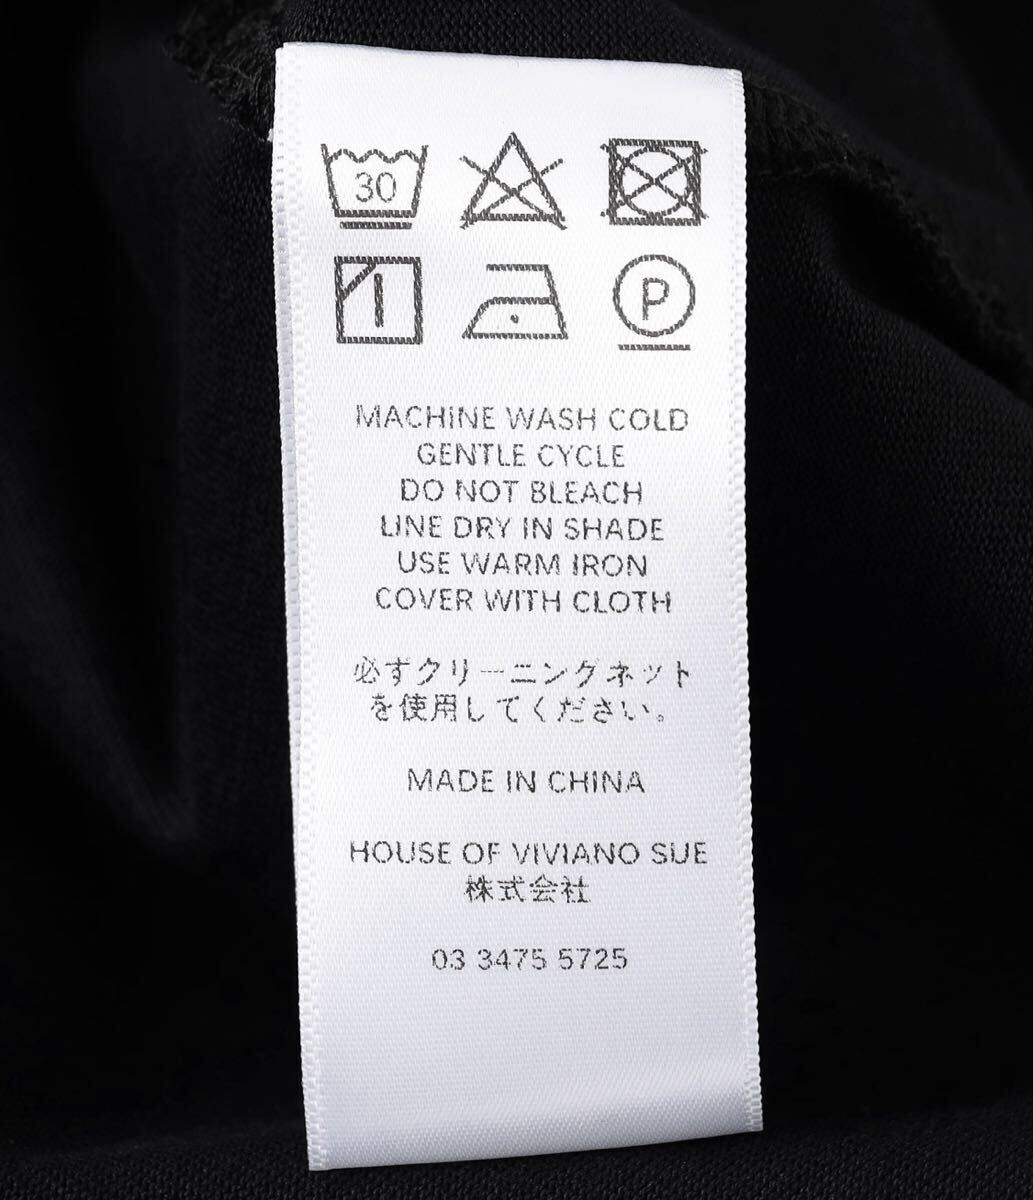 30
P
MACHINE WASH COLD
GENTLE CYCLE
DO NOT BLEACH
LINE DRY IN SHADE
USE WARM IRON
COVER WITH CLOTH
必ずクリーニングネット
を使用してください。
MADE IN CHINA
HOUSE OF VIVIANO SUE
株式会社
03 3475 5725